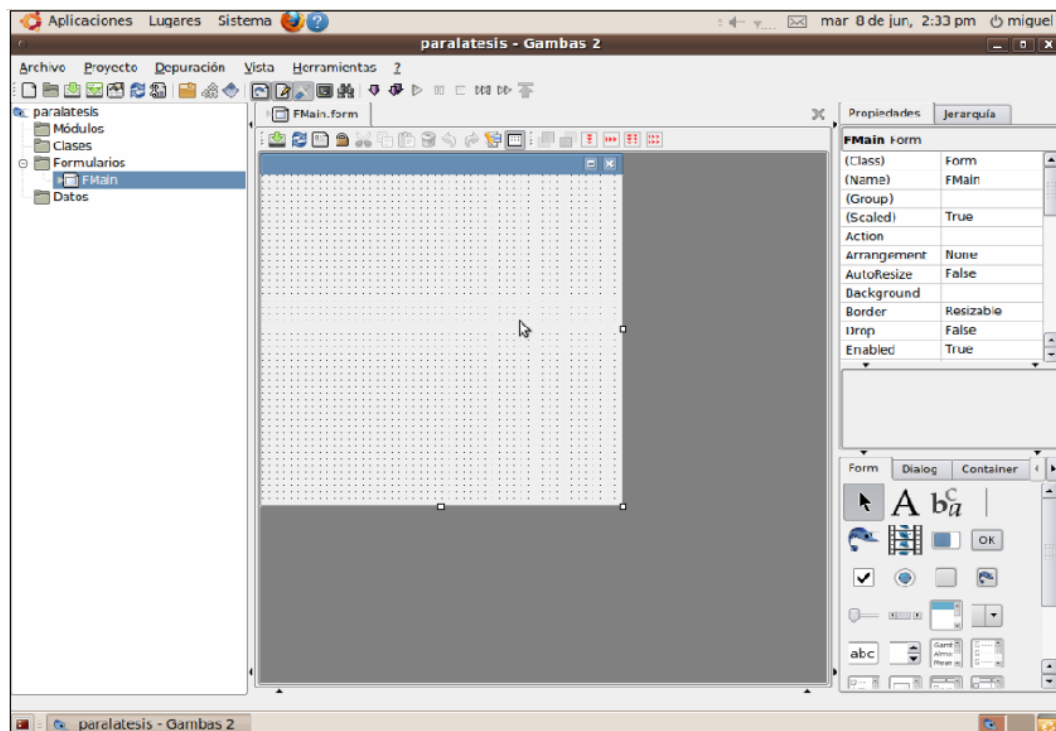 Aplicaciones Lugares Sistema mar 8 de jun, 2:33 pm miguel
paralatesis - Gambas 2
Archivo Proyecto Depuración Vista Herramientas ?
paralatesis
Módulos
Clases
Formularios
FMain
Datos
FMain.form
Propiedades Jerarquía
FMain Form
(Class) Form
(Name) FMain
(Group)
(Scaled) True
Action
Arrangement None
AutoResize False
Background
Border Resizable
Drop False
Enabled True
Form Dialog Container
A b c a
OK
abc
paralatesis - Gambas 2